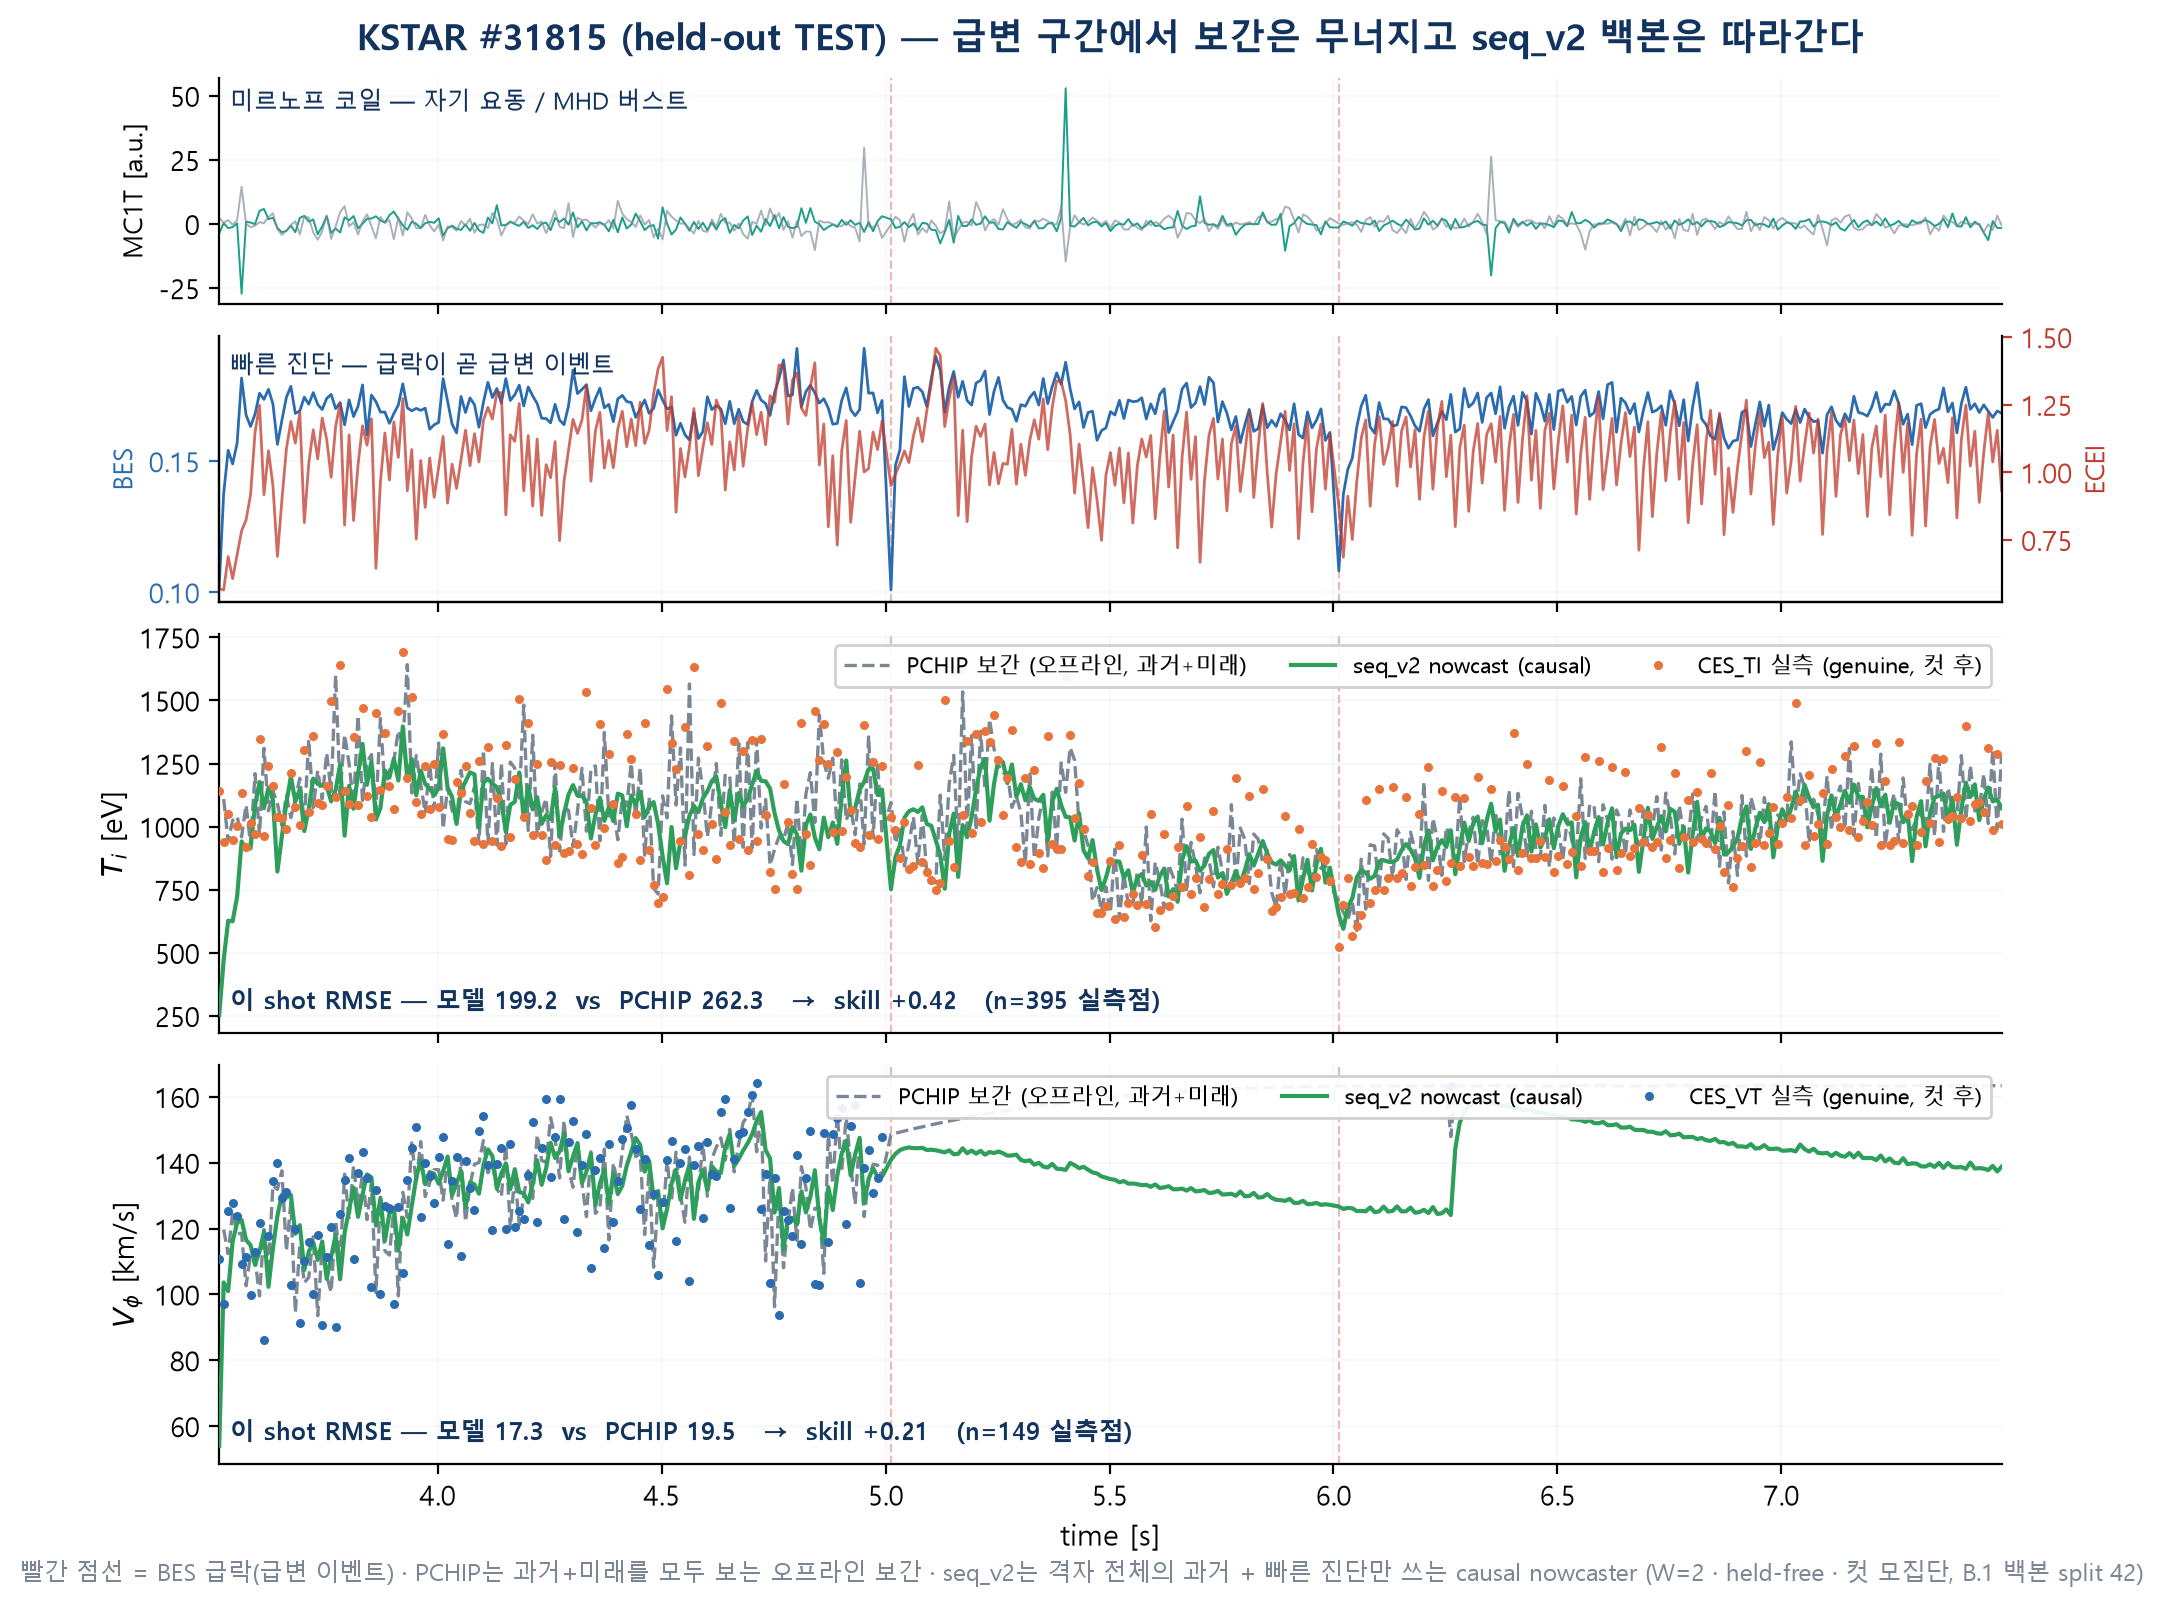 KSTAR #31815 (held-out TEST) — 급변 구간에서 보간은 무너지고 seq_v2 백본은 따라간다
미르노프 코일 — 자기 요동 / MHD 버스트
MC1T [a.u.]
50
25
0
-25
빠른 진단 — 급락이 곧 급변 이벤트
BES
0.15
0.10
1.50
1.25
1.00
0.75
ECEI
PCHIP 보간 (오프라인, 과거+미래)
seq_v2 nowcast (causal)
CES_TI 실측 (genuine, 컷 후)
T_i [eV]
1750
1500
1250
1000
750
500
250
이 shot RMSE — 모델 199.2 vs PCHIP 262.3 → skill +0.42 (n=395 실측점)
PCHIP 보간 (오프라인, 과거+미래)
seq_v2 nowcast (causal)
CES_VT 실측 (genuine, 컷 후)
V_ϕ [km/s]
160
140
120
100
80
60
이 shot RMSE — 모델 17.3 vs PCHIP 19.5 → skill +0.21 (n=149 실측점)
4.0 4.5 5.0 5.5 6.0 6.5 7.0
time [s]
빨간 점선 = BES 급락(급변 이벤트) · PCHIP는 과거+미래를 모두 보는 오프라인 보간 · seq_v2는 격자 전체의 과거 + 빠른 진단만 쓰는 causal nowcaster (W=2 · held-free · 컷 모집단, B.1 백본 split 42)